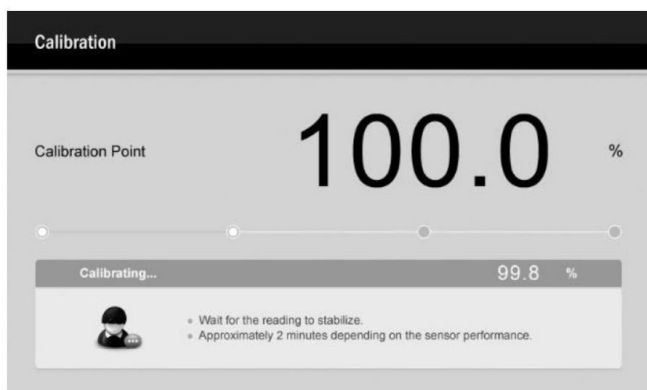 Calibration
Calibration Point 100.0 %
Calibrating... 99.8 %
Wait for the reading to stabilize.
Approximately 2 minutes depending on the sensor performance.